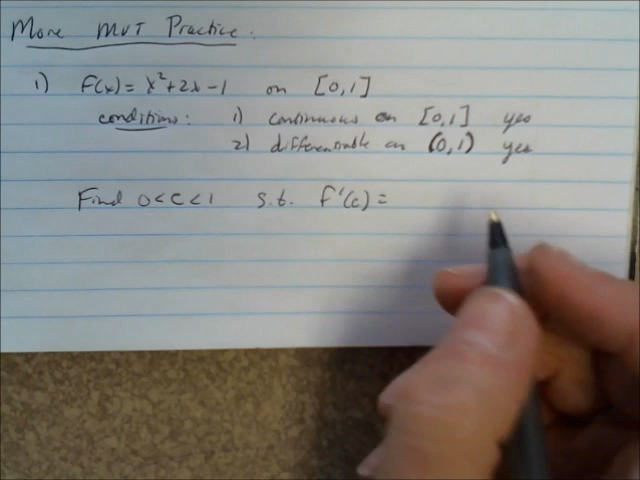 More MVT Practice.
1) F(x) = x²+2x-1 on [0,1]
conditions: 1) continuous on [0,1] yes
2) differentiable on (0,1) yes
Find 0<c<1 s.t. f'(c) =